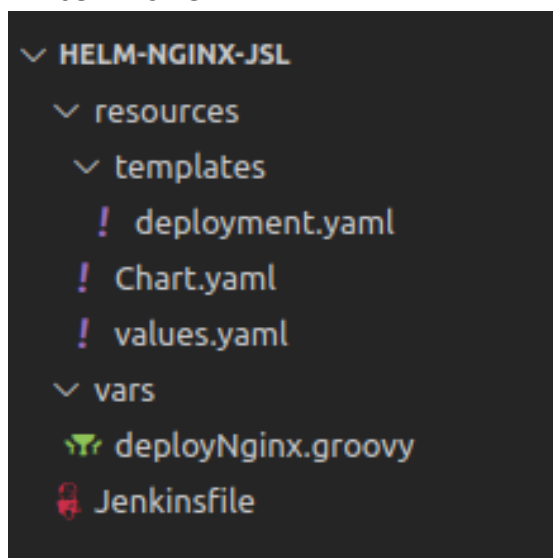 HELM-NGINX-JSL
resources
templates
! deployment.yaml
! Chart.yaml
! values.yaml
vars
deployNginx.groovy
Jenkinsfile